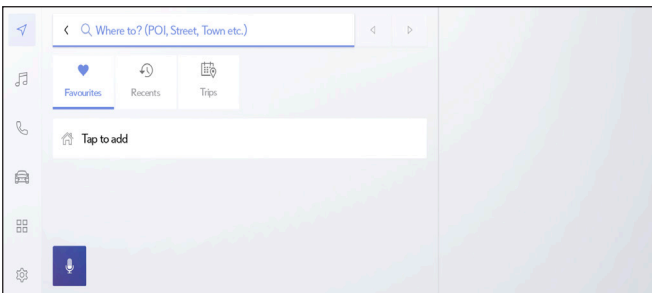 Where to? (POI, Street, Town etc.)
Favourites
Recents
Trips
Tap to add